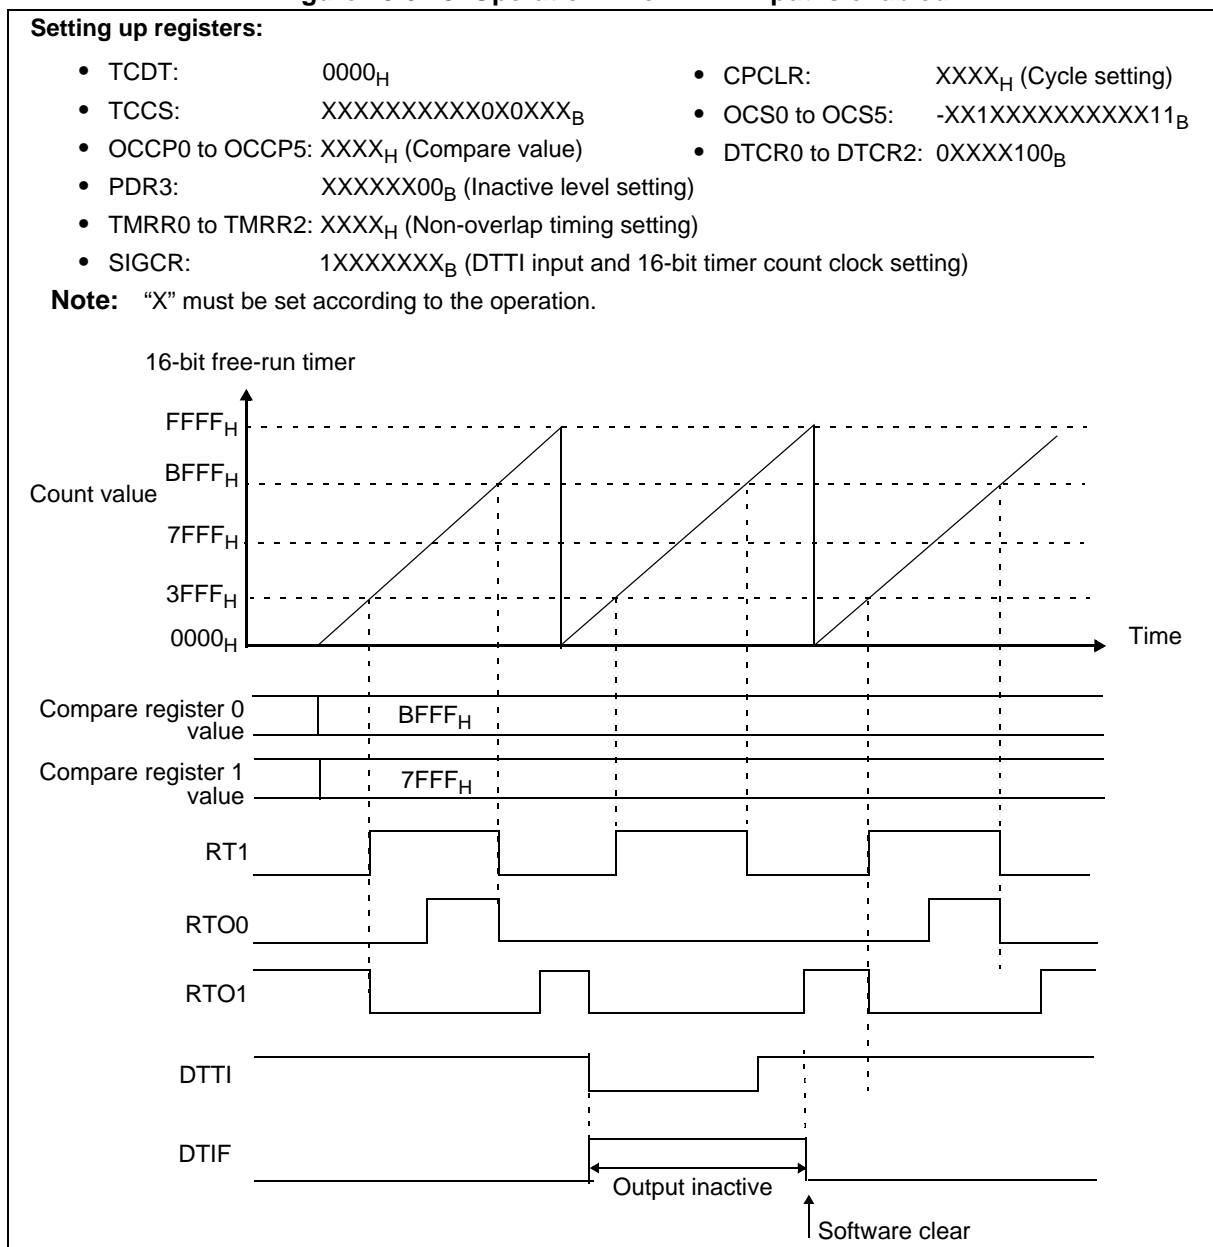 Setting up registers:
• TCDT: 0000H • CPCLR: XXXXH (Cycle setting)
• TCCS: XXXXXXXXXX0X0XXXB • OCS0 to OCS5: -XX1XXXXXXXXXX11B
• OCCP0 to OCCP5: XXXXH (Compare value) • DTCR0 to DTCR2: 0XXXX100B
• PDR3: XXXXXX00B (Inactive level setting)
• TMRR0 to TMRR2: XXXXH (Non-overlap timing setting)
• SIGCR: 1XXXXXXXB (DTTI input and 16-bit timer count clock setting)
Note: “X” must be set according to the operation.
16-bit free-run timer
FFFFH
BFFFH
Count value
7FFFH
3FFFH
0000H
Time
Compare register 0
value
BFFFH
Compare register 1
value
7FFFH
RT1
RTO0
RTO1
DTTI
DTIF
Output inactive
Software clear